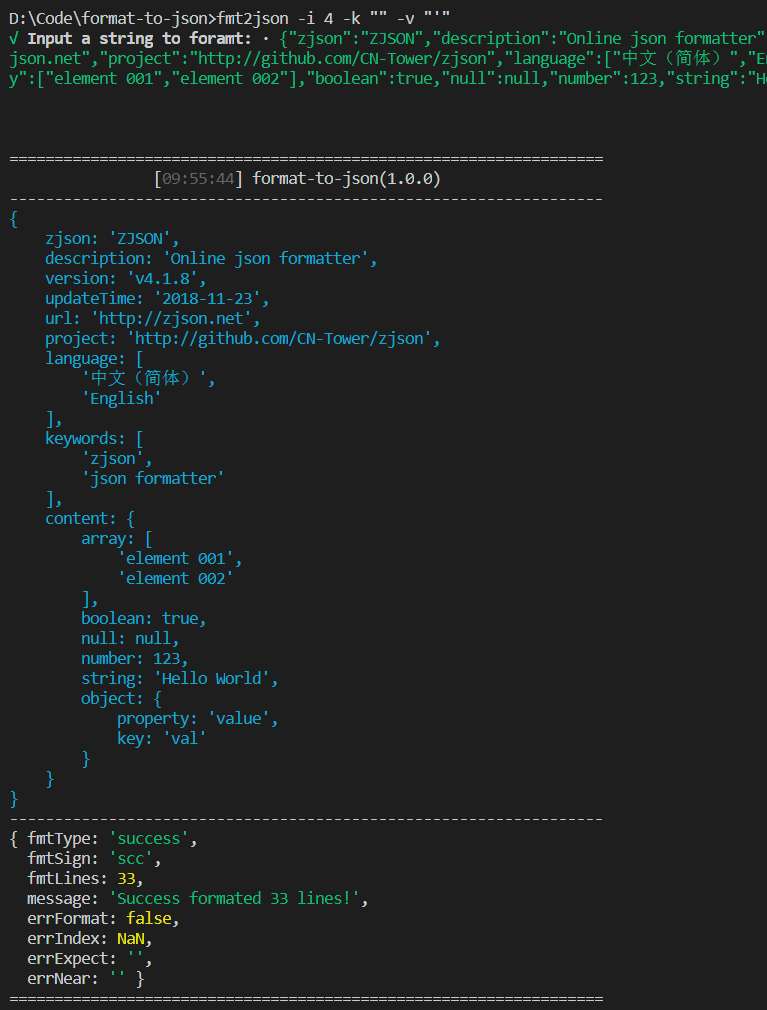 D:\Code\format-to-json>fmt2json -i 4 -k "" -v "'"
√ Input a string to foramt: · {"zjson":"ZJSON","description":"Online json formatter"
json.net","project":"http://github.com/CN-Tower/zjson","language":["中文（简体）","En
y":["element 001","element 002"],"boolean":true,"null":null,"number":123,"string":"He
==================================================================
[09:55:44] format-to-json(1.0.0)
------------------------------------------------------------------
{
    zjson: 'ZJSON',
    description: 'Online json formatter',
    version: 'v4.1.8',
    updateTime: '2018-11-23',
    url: 'http://zjson.net',
    project: 'http://github.com/CN-Tower/zjson',
    language: [
        '中文（简体）',
        'English'
    ],
    keywords: [
        'zjson',
        'json formatter'
    ],
    content: {
        array: [
            'element 001',
            'element 002'
        ],
        boolean: true,
        null: null,
        number: 123,
        string: 'Hello World',
        object: {
            property: 'value',
            key: 'val'
        }
    }
}
------------------------------------------------------------------
{ fmtType: 'success',
  fmtSign: 'scc',
  fmtLines: 33,
  message: 'Success formated 33 lines!',
  errFormat: false,
  errIndex: NaN,
  errExpect: '',
  errNear: '' }
==================================================================